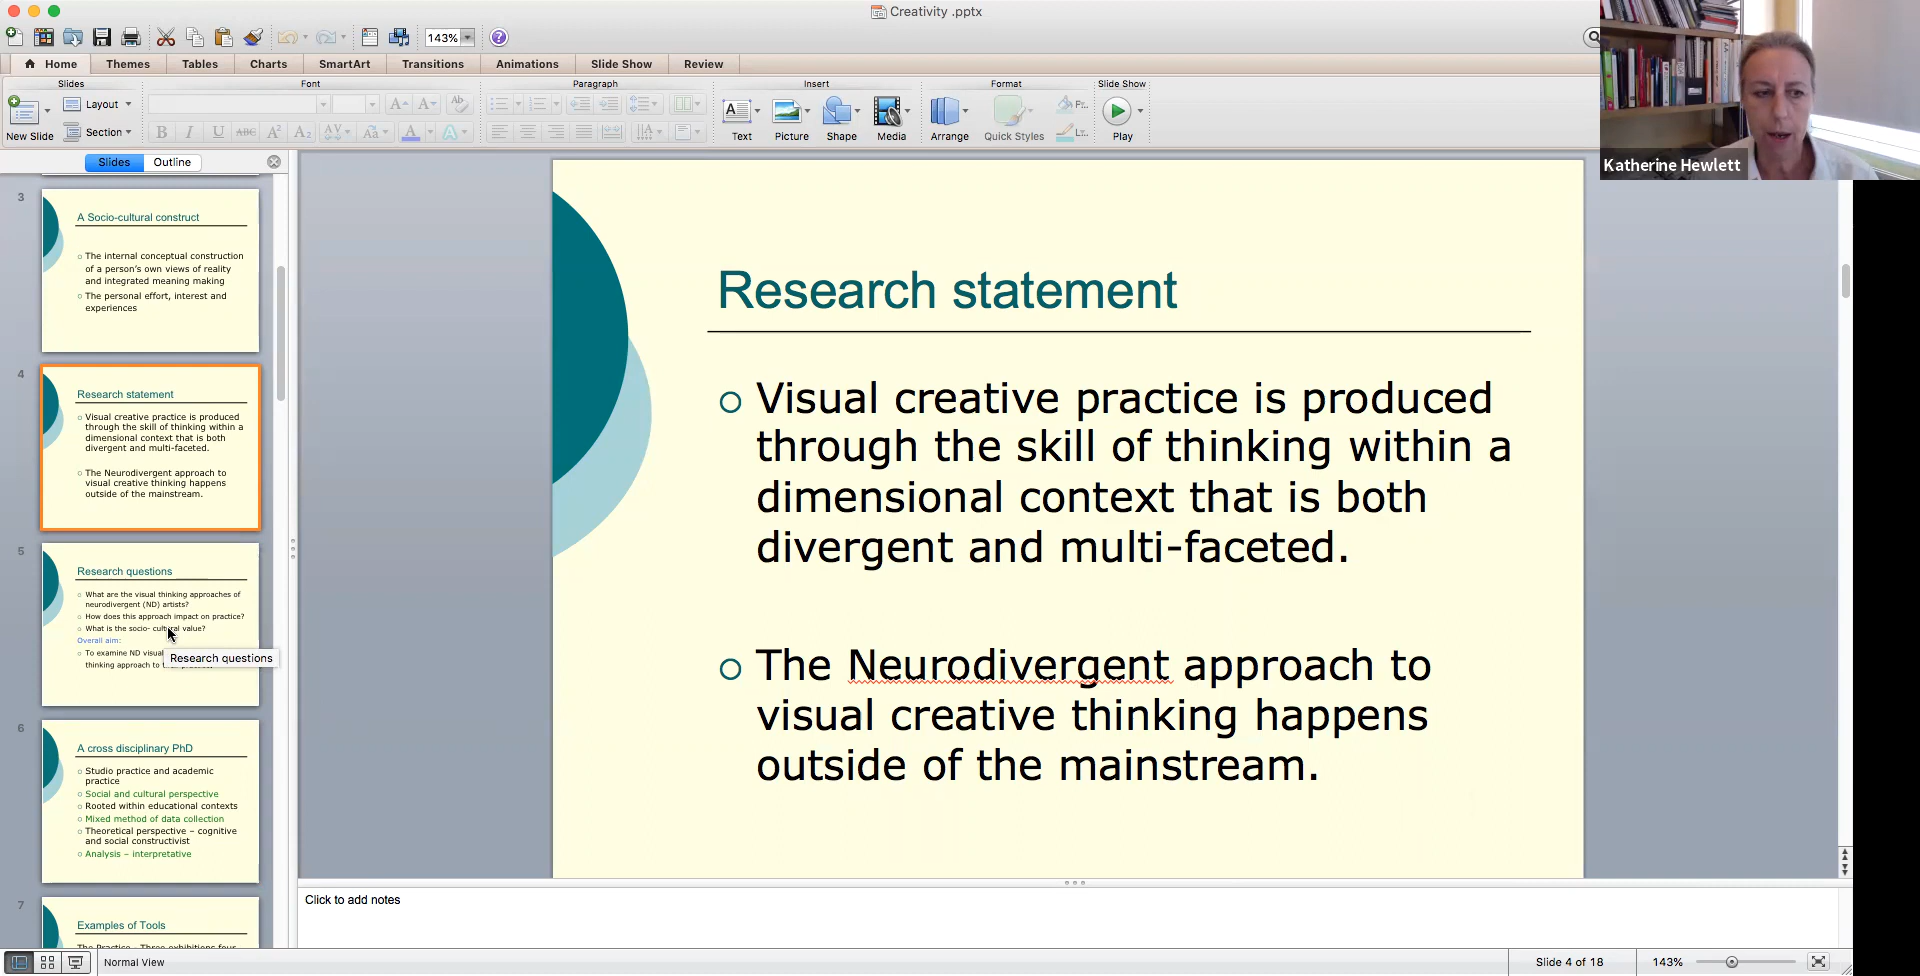 Creativity .pptx
143%
Home
Themes
Tables
Charts
SmartArt
Transitions
Animations
Slide Show
Review
Slides
Font
Paragraph
Insert
Format
Slide Show
New Slide
Layout
Section
Text
Picture
Shape
Media
Arrange
Quick Styles
Play
Katherine Hewlett
Slides
Outline
3
A Socio-cultural construct
The internal conceptual construction
of a person's own views of reality
and integrated meaning making
The personal effort, interest and
experiences
4
Research statement
Visual creative practice is produced
through the skill of thinking within a
dimensional context that is both
divergent and multi-faceted.
The Neurodivergent approach to
visual creative thinking happens
outside of the mainstream.
5
Research questions
What are the visual thinking approaches of
neurodivergent (ND) artists?
How does this approach impact on practice?
What is the socio- cultural value?
Overall aim:
To examine ND visual
thinking approach to
Research questions
6
A cross disciplinary PhD
Studio practice and academic
practice
Social and cultural perspective
Rooted within educational contexts
Mixed method of data collection
Theoretical perspective – cognitive
and social constructivist
Analysis – interpretative
7
Examples of Tools
Research statement
Visual creative practice is produced
through the skill of thinking within a
dimensional context that is both
divergent and multi-faceted.
The Neurodivergent approach to
visual creative thinking happens
outside of the mainstream.
Click to add notes
Normal View
Slide 4 of 18
143%